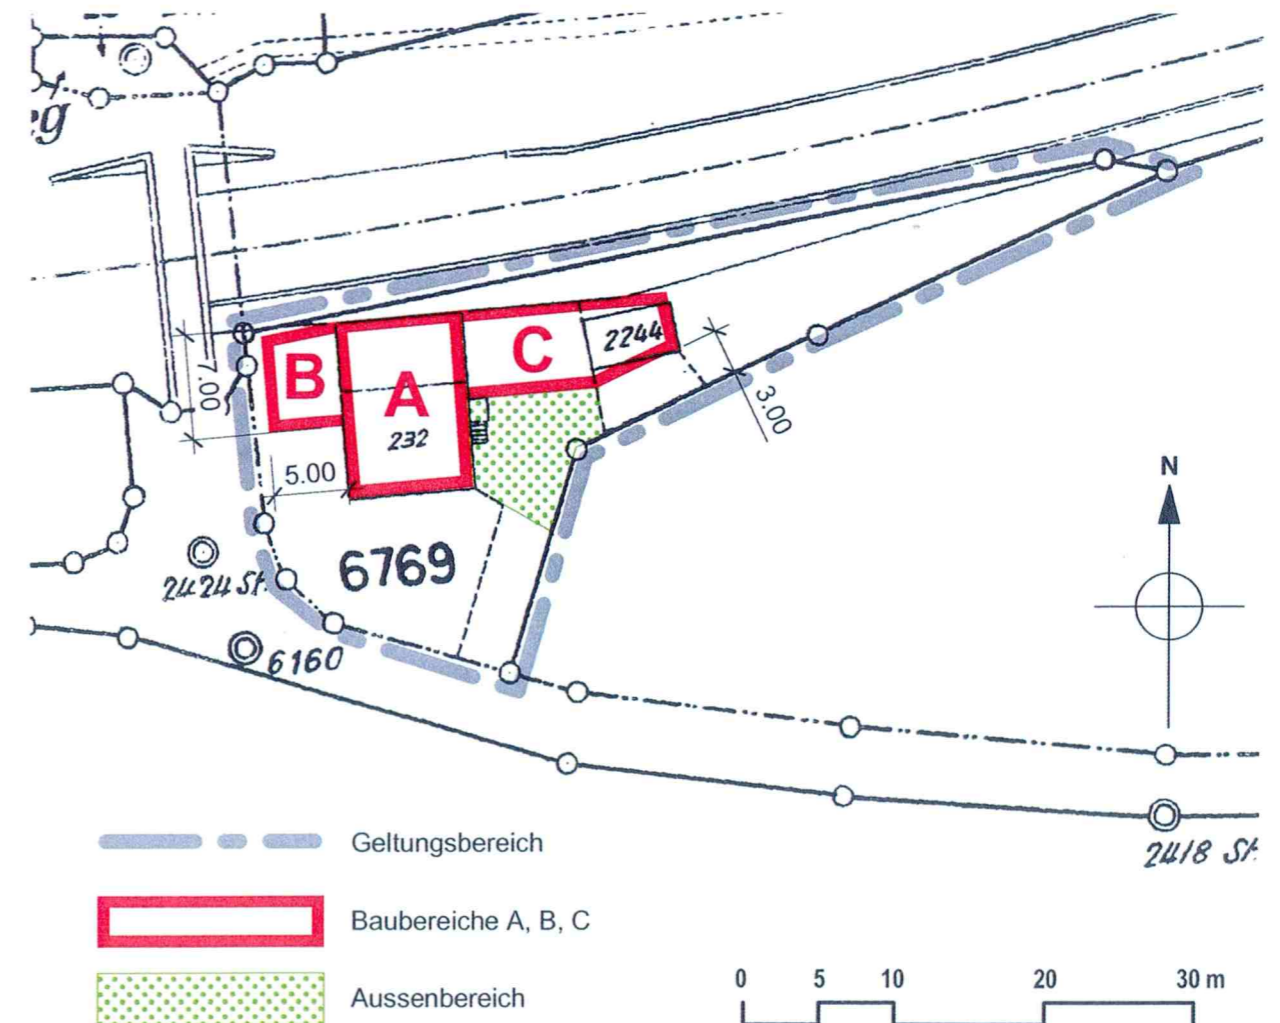 2244
B
C
A
7.00
232
3.00
5.00
N
6769
2424 St.
6160
2418 St.
Geltungsbereich
Baubereiche A, B, C
Aussenbereich
0 5 10 20 30 m